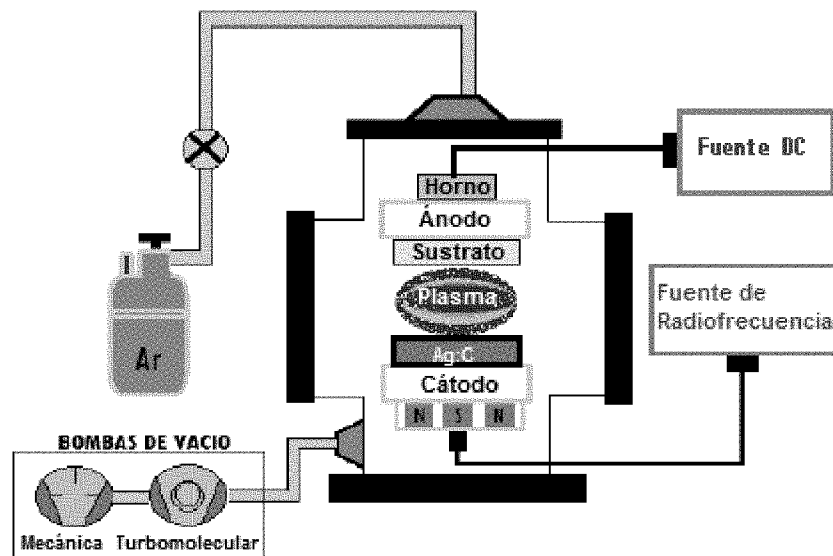 Fuente DC
Horno
Ánodo
Sustrato
Plasma
Fuente de
Radiofrecuencia
Ar
Ag:C
Cátodo
N S N
BOMBAS DE VACIO
Mecánica Turbomolecular